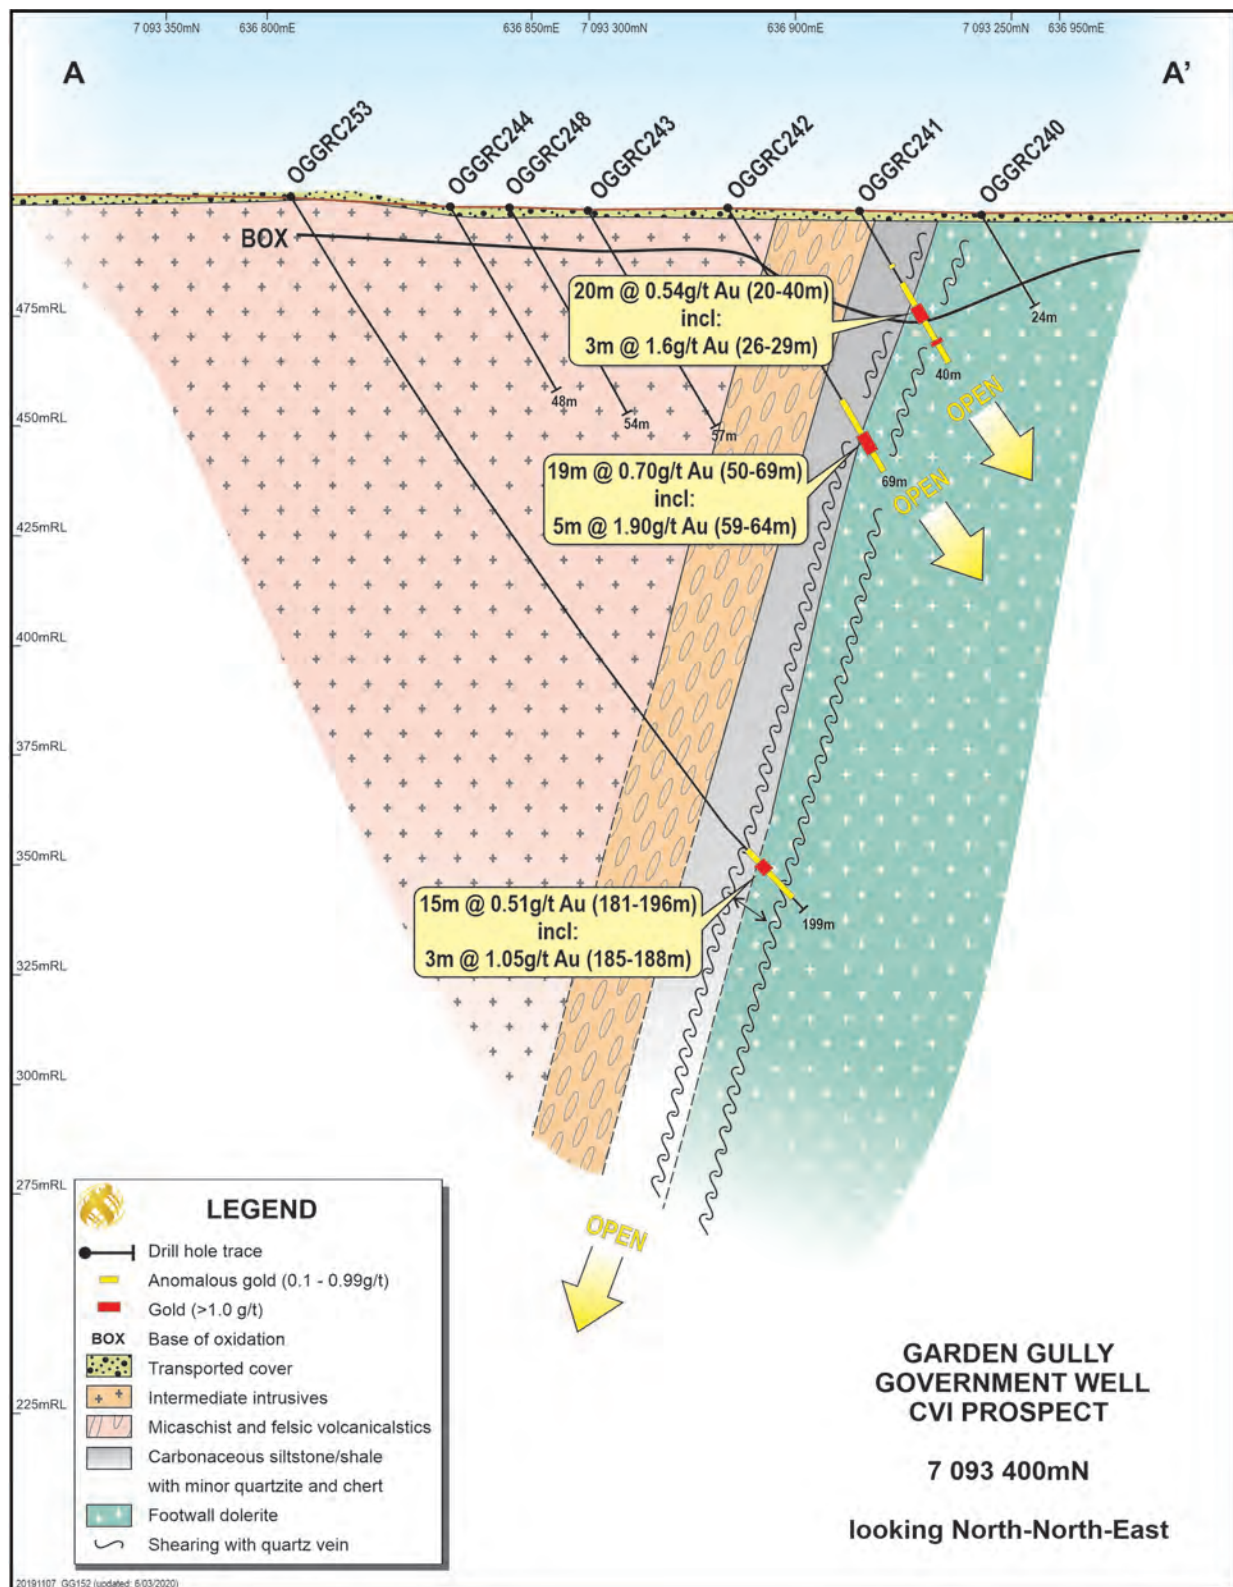 7 093 350mN 636 800mE 636 850mE 7 093 300mN 636 900mE 7 093 250mN 636 950mE
A A'
OGGRC253
OGGRC244
OGGRC248
OGGRC243
OGGRC242
OGGRC241
OGGRC240
BOX
475mRL
450mRL
425mRL
400mRL
375mRL
350mRL
325mRL
300mRL
275mRL
225mRL
20m @ 0.54g/t Au (20-40m)
incl:
3m @ 1.6g/t Au (26-29m)
24m
40m
48m
54m
57m
OPEN
19m @ 0.70g/t Au (50-69m)
incl:
5m @ 1.90g/t Au (59-64m)
69m
OPEN
15m @ 0.51g/t Au (181-196m)
incl:
3m @ 1.05g/t Au (185-188m)
199m
OPEN
LEGEND
Drill hole trace
Anomalous gold (0.1 - 0.99g/t)
Gold (>1.0 g/t)
BOX Base of oxidation
Transported cover
Intermediate intrusives
Micaschist and felsic volcanicalstics
Carbonaceous siltstone/shale
with minor quartzite and chert
Footwall dolerite
Shearing with quartz vein
GARDEN GULLY
GOVERNMENT WELL
CVI PROSPECT
7 093 400mN
looking North-North-East
20191107_GG152 (updated: 6/03/2020)